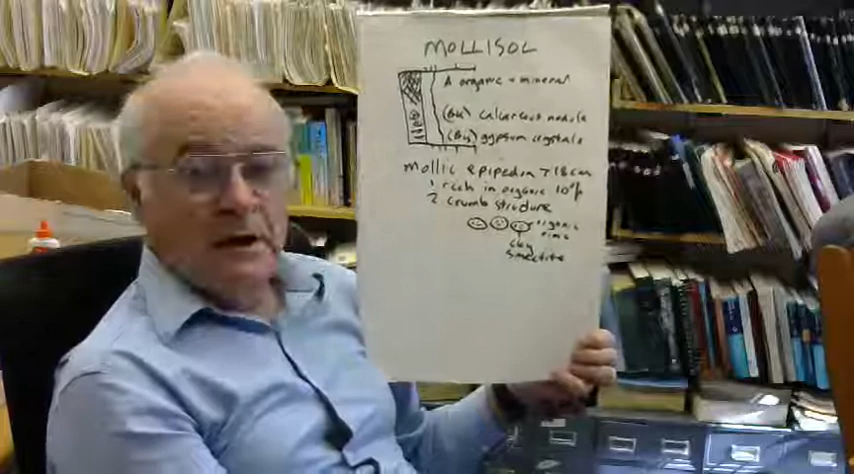 MOLLISOL
A organic + mineral
(Bk) calcareous nodule
(By) gypsum crystals
mollic epipedon >18cm
1 rich in organic 10%
2 crumb structure
organic
rims
clay
smectite